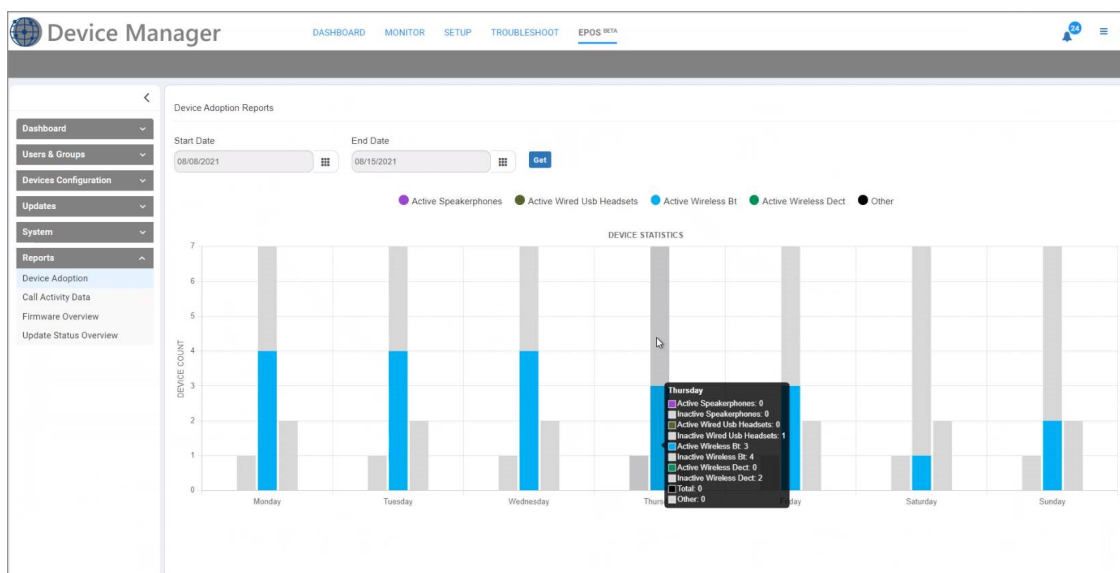 Device Manager
DASHBOARD MONITOR SETUP TROUBLESHOOT EPOS BETA
24
Device Adoption Reports
Dashboard
Users & Groups
Devices Configuration
Updates
System
Reports
Device Adoption
Call Activity Data
Firmware Overview
Update Status Overview
Start Date End Date
08/08/2021 08/15/2021 Get
Active Speakerphones Active Wired Usb Headsets Active Wireless Bt Active Wireless Dect Other
DEVICE STATISTICS
DEVICE COUNT
7
6
5
4
3
2
1
0
Thursday
Active Speakerphones: 0
Inactive Speakerphones: 0
Active Wired Usb Headsets: 0
Inactive Wired Usb Headsets: 1
Active Wireless Bt: 3
Inactive Wireless Bt: 4
Active Wireless Dect: 0
Inactive Wireless Dect: 2
Total: 0
Other: 0
Monday Tuesday Wednesday Thurs day Saturday Sunday